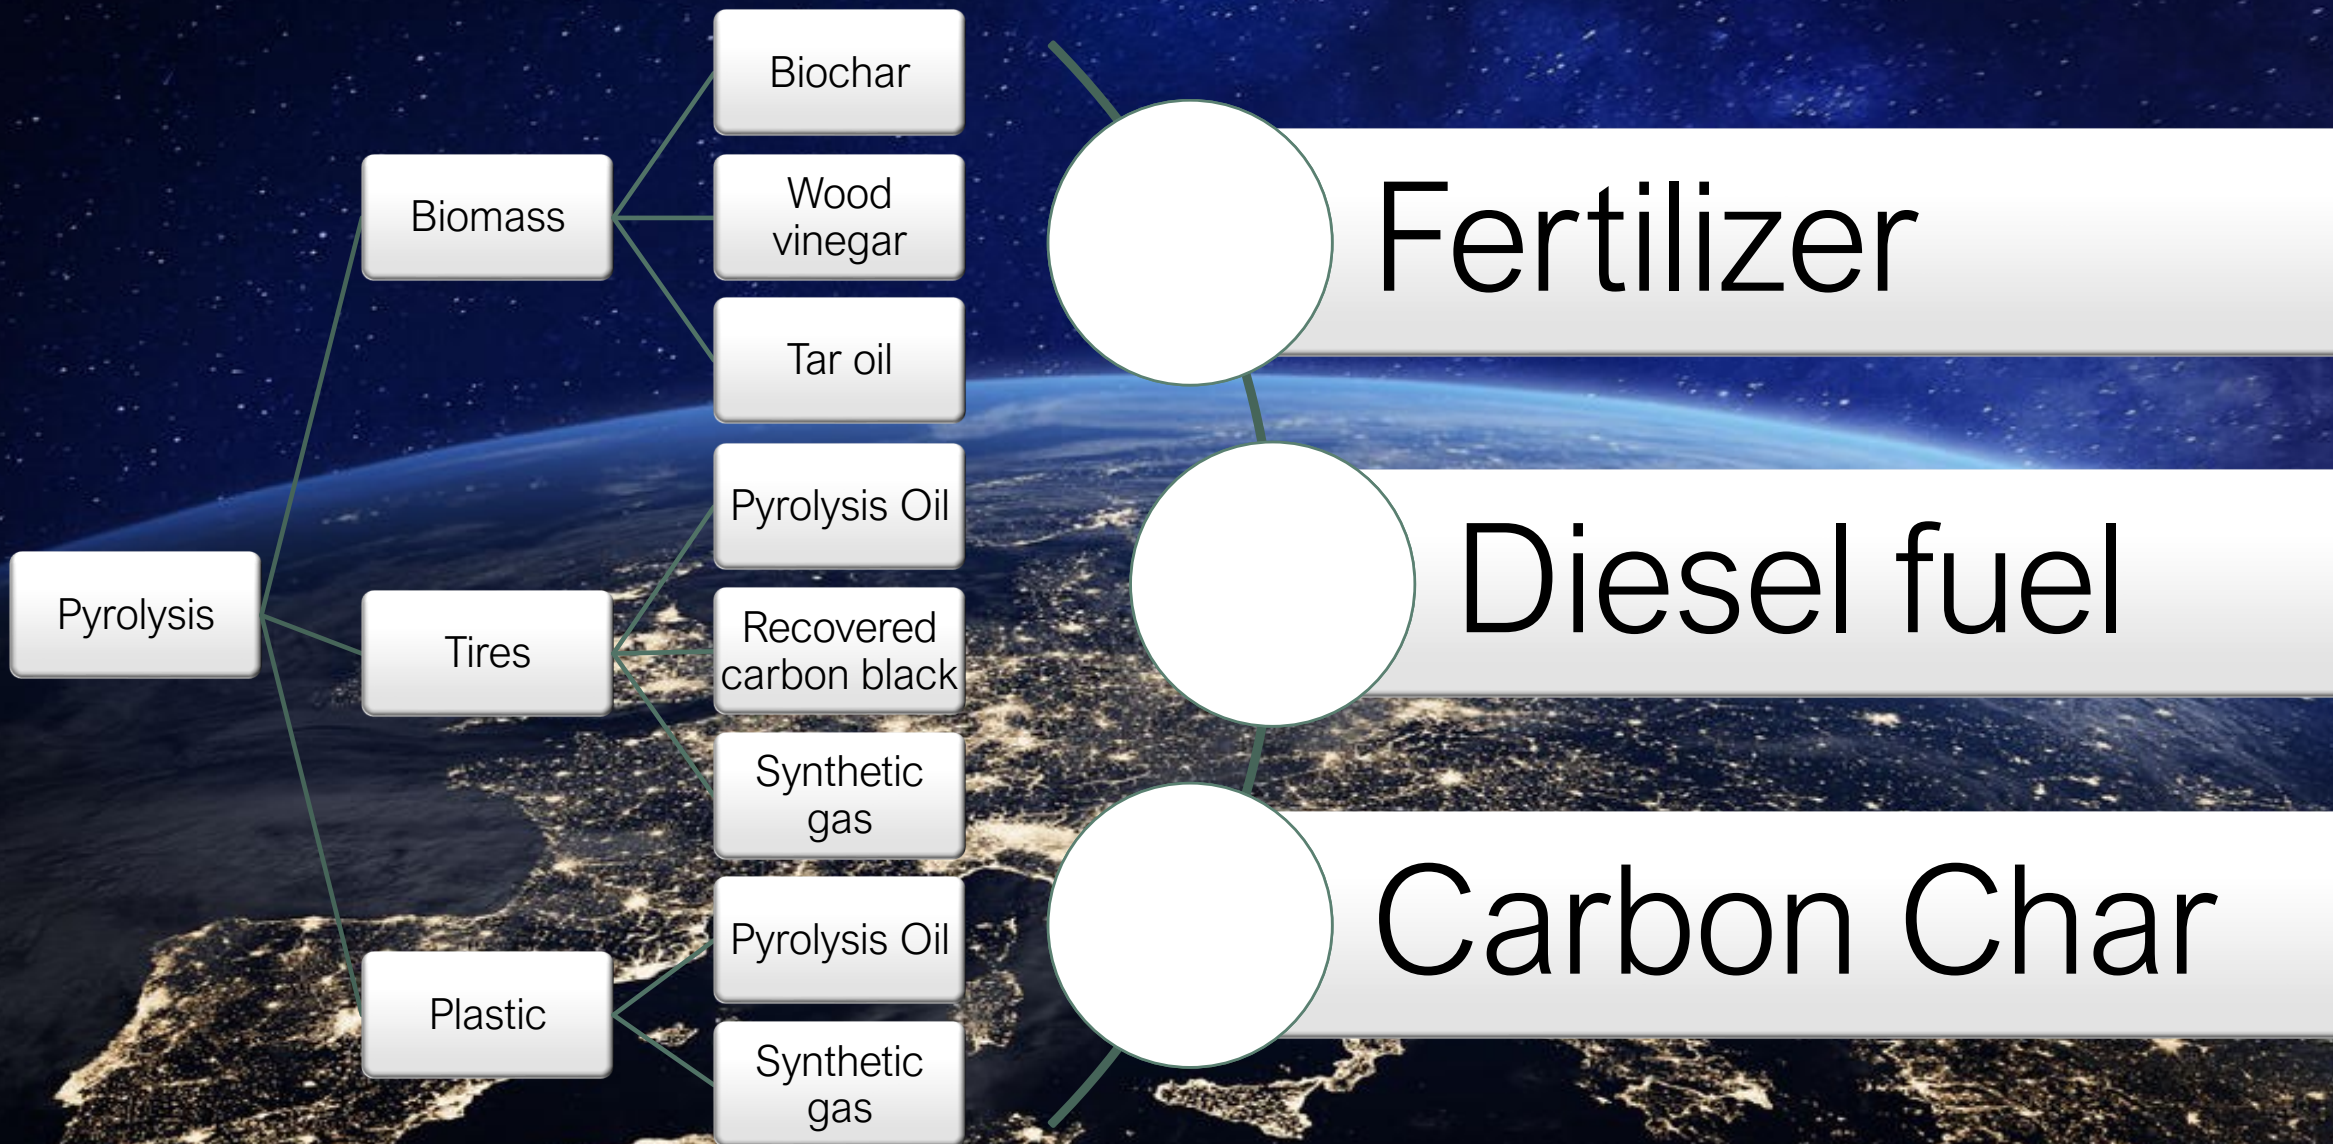 Pyrolysis
Biomass
Biochar
Wood
vinegar
Tar oil
Tires
Pyrolysis Oil
Recovered
carbon black
Synthetic
gas
Plastic
Pyrolysis Oil
Synthetic
gas
Fertilizer
Diesel fuel
Carbon Char